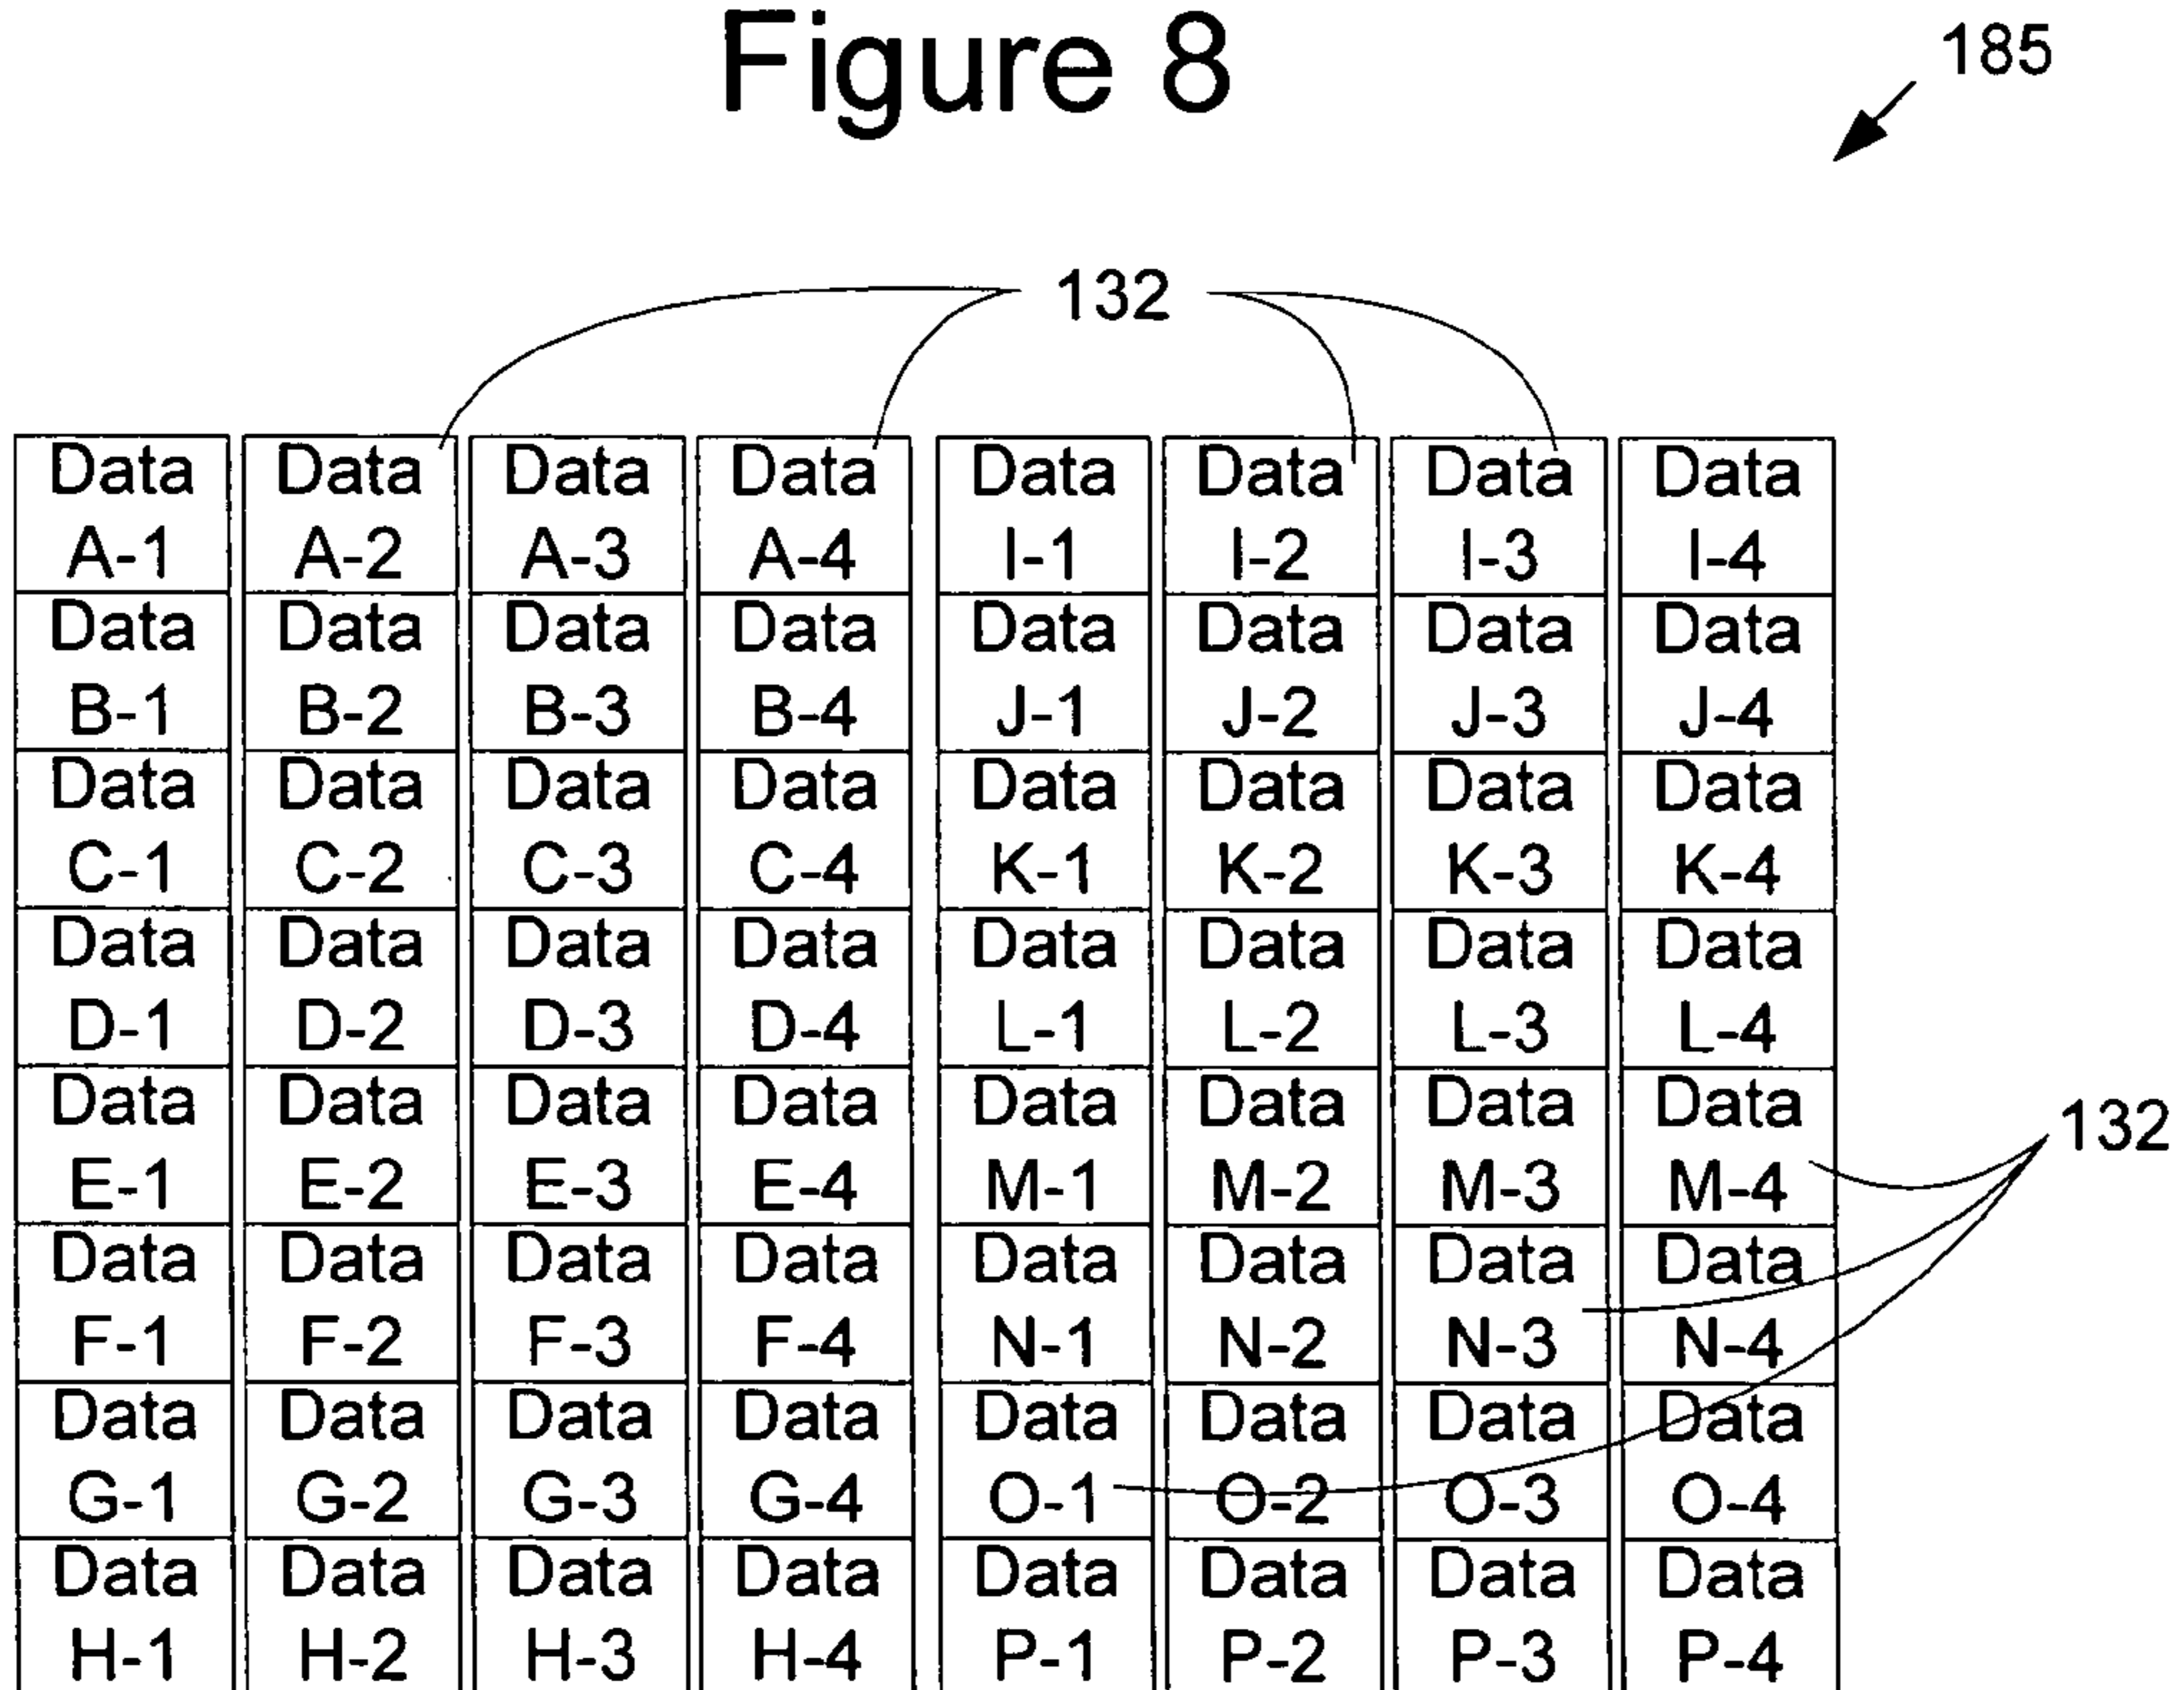 Figure 8
185
132
Data Data Data Data Data Data Data Data
A-1 A-2 A-3 A-4 I-1 I-2 I-3 I-4
Data Data Data Data Data Data Data Data
B-1 B-2 B-3 B-4 J-1 J-2 J-3 J-4
Data Data Data Data Data Data Data Data
C-1 C-2 C-3 C-4 K-1 K-2 K-3 K-4
Data Data Data Data Data Data Data Data
D-1 D-2 D-3 D-4 L-1 L-2 L-3 L-4
Data Data Data Data Data Data Data Data
132
E-1 E-2 E-3 E-4 M-1 M-2 M-3 M-4
Data Data Data Data Data Data Data Data
F-1 F-2 F-3 F-4 N-1 N-2 N-3 N-4
Data Data Data Data Data Data Data Data
G-1 G-2 G-3 G-4 O-1 O-2 O-3 O-4
Data Data Data Data Data Data Data Data
H-1 H-2 H-3 H-4 P-1 P-2 P-3 P-4